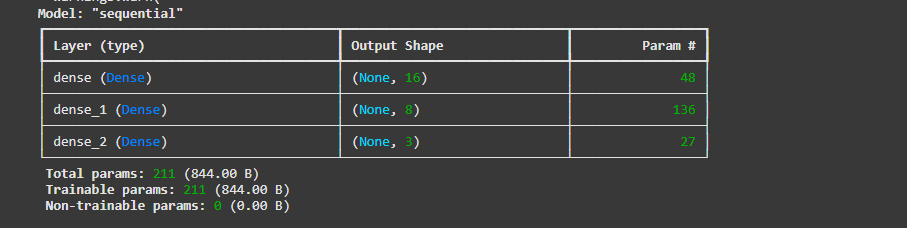 warnings.warn(
Model: "sequential"
Layer (type) Output Shape Param #
dense (Dense) (None, 16) 48
dense_1 (Dense) (None, 8) 136
dense_2 (Dense) (None, 3) 27
Total params: 211 (844.00 B)
Trainable params: 211 (844.00 B)
Non-trainable params: 0 (0.00 B)